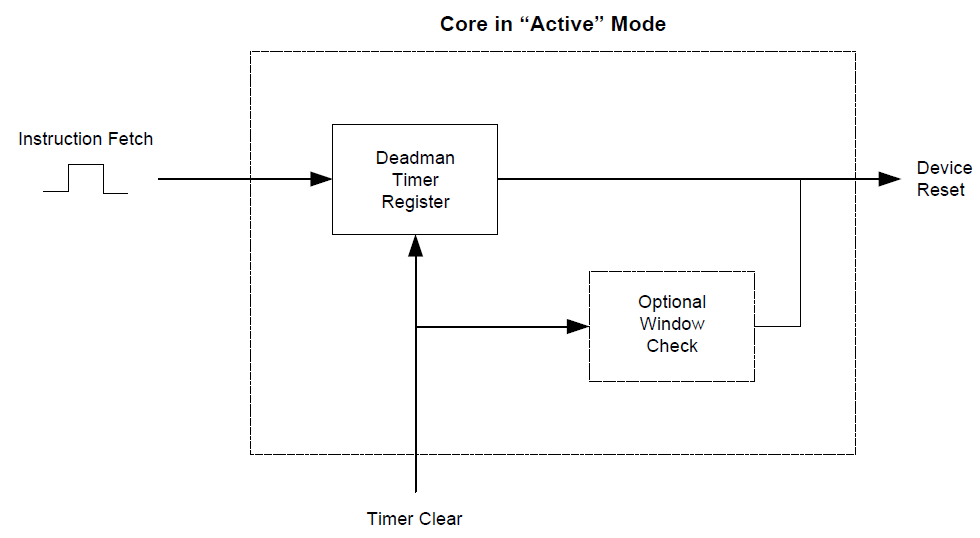 Core in “Active” Mode
Instruction Fetch
Deadman
Timer
Register
Device
Reset
Optional
Window
Check
Timer Clear